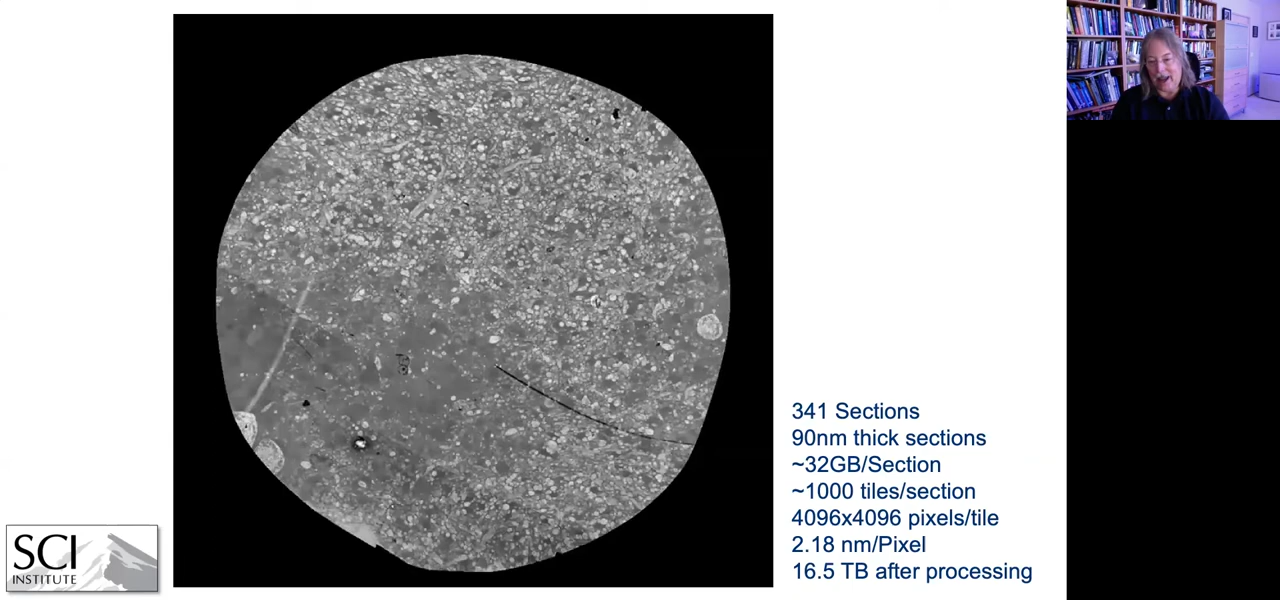 341 Sections
90nm thick sections
~32GB/Section
~1000 tiles/section
4096x4096 pixels/tile
2.18 nm/Pixel
16.5 TB after processing
SCI
INSTITUTE